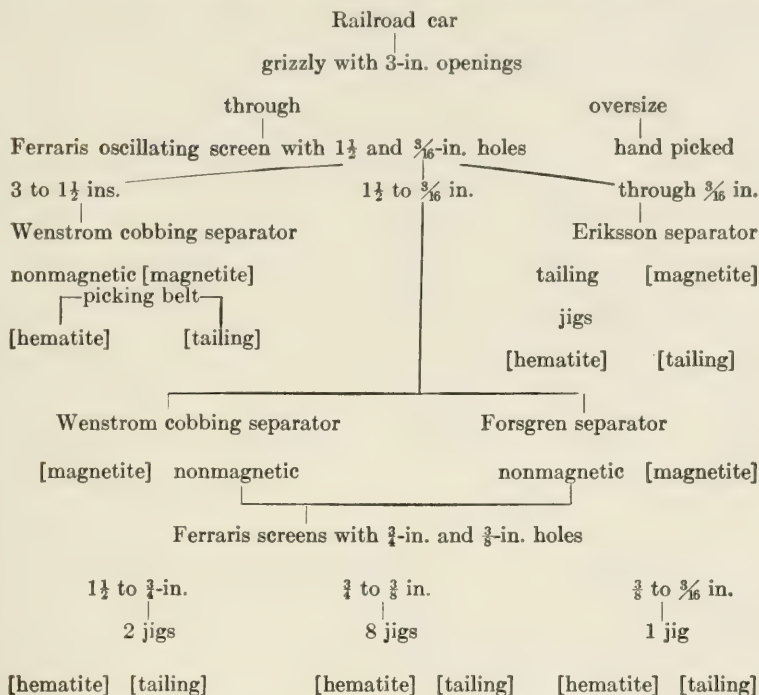 Railroad car
grizzly with 3-in. openings
through oversize
Ferraris oscillating screen with 1½ and 3/16-in. holes hand picked
3 to 1½ ins. 1½ to 3/16 in. through 3/16 in.
Wenstrom cobbing separator Eriksson separator
nonmagnetic [magnetite] tailing [magnetite]
picking belt
jigs
[hematite] [tailing]
[hematite] [tailing]
Wenstrom cobbing separator Forsgren separator
[magnetite] nonmagnetic nonmagnetic [magnetite]
Ferraris screens with ¾-in. and ⅜-in. holes
1½ to ¾-in. ¾ to ⅜ in. ⅜ to 3/16 in.
2 jigs 8 jigs 1 jig
[hematite] [tailing] [hematite] [tailing] [hematite] [tailing]